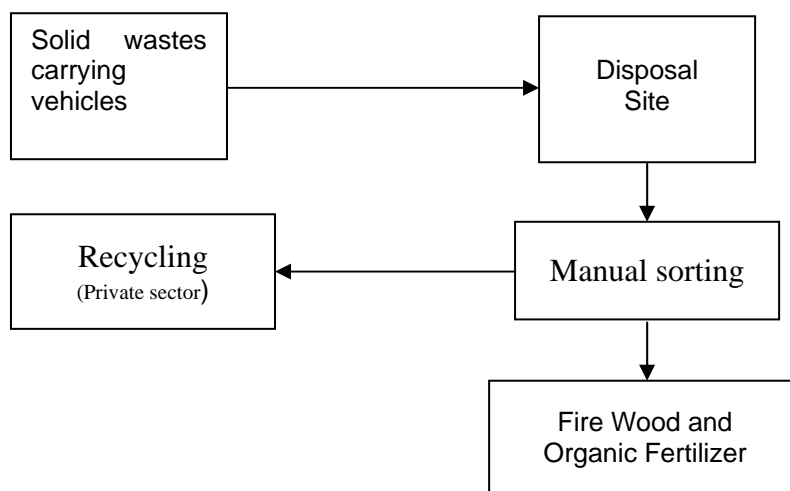 Solid wastes
carrying
vehicles
Disposal
Site
Recycling
(Private sector)
Manual sorting
Fire Wood and
Organic Fertilizer